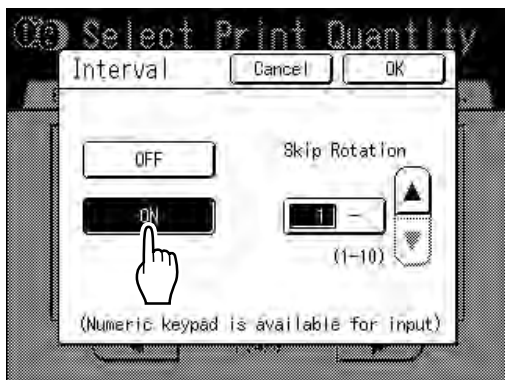 Select Print Quantity
Interval
Cancel
OK
OFF
Skip Rotation
ON
1
(1-10)
(Numeric keypad is available for input)